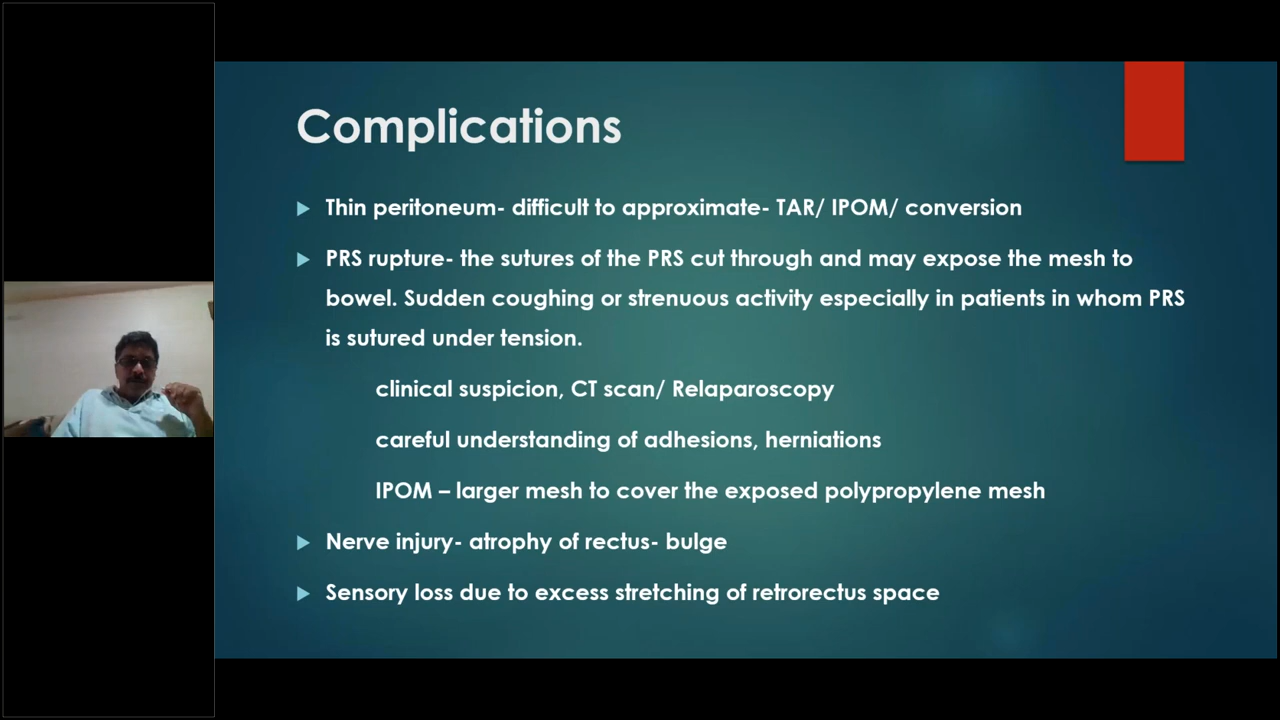 Complications
Thin peritoneum- difficult to approximate- TAR/ IPOM/ conversion
PRS rupture- the sutures of the PRS cut through and may expose the mesh to
bowel. Sudden coughing or strenuous activity especially in patients in whom PRS
is sutured under tension.
clinical suspicion, CT scan/ Relaparoscopy
careful understanding of adhesions, herniations
IPOM – larger mesh to cover the exposed polypropylene mesh
Nerve injury- atrophy of rectus- bulge
Sensory loss due to excess stretching of retrorectus space